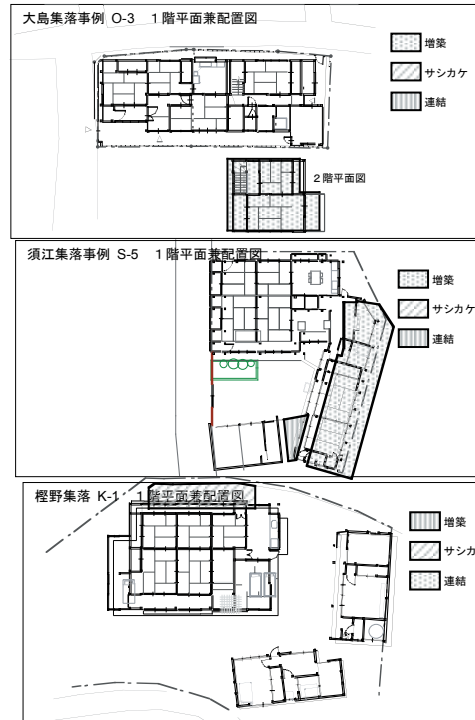 大島集落事例 O-3 １階平面兼配置図
増築
サシカケ
連結
２階平面図
須江集落事例 S-5 １階平面兼配置図
増築
サシカケ
連結
樫野集落 K-1 １階平面兼配置図
増築
サシカケ
連結